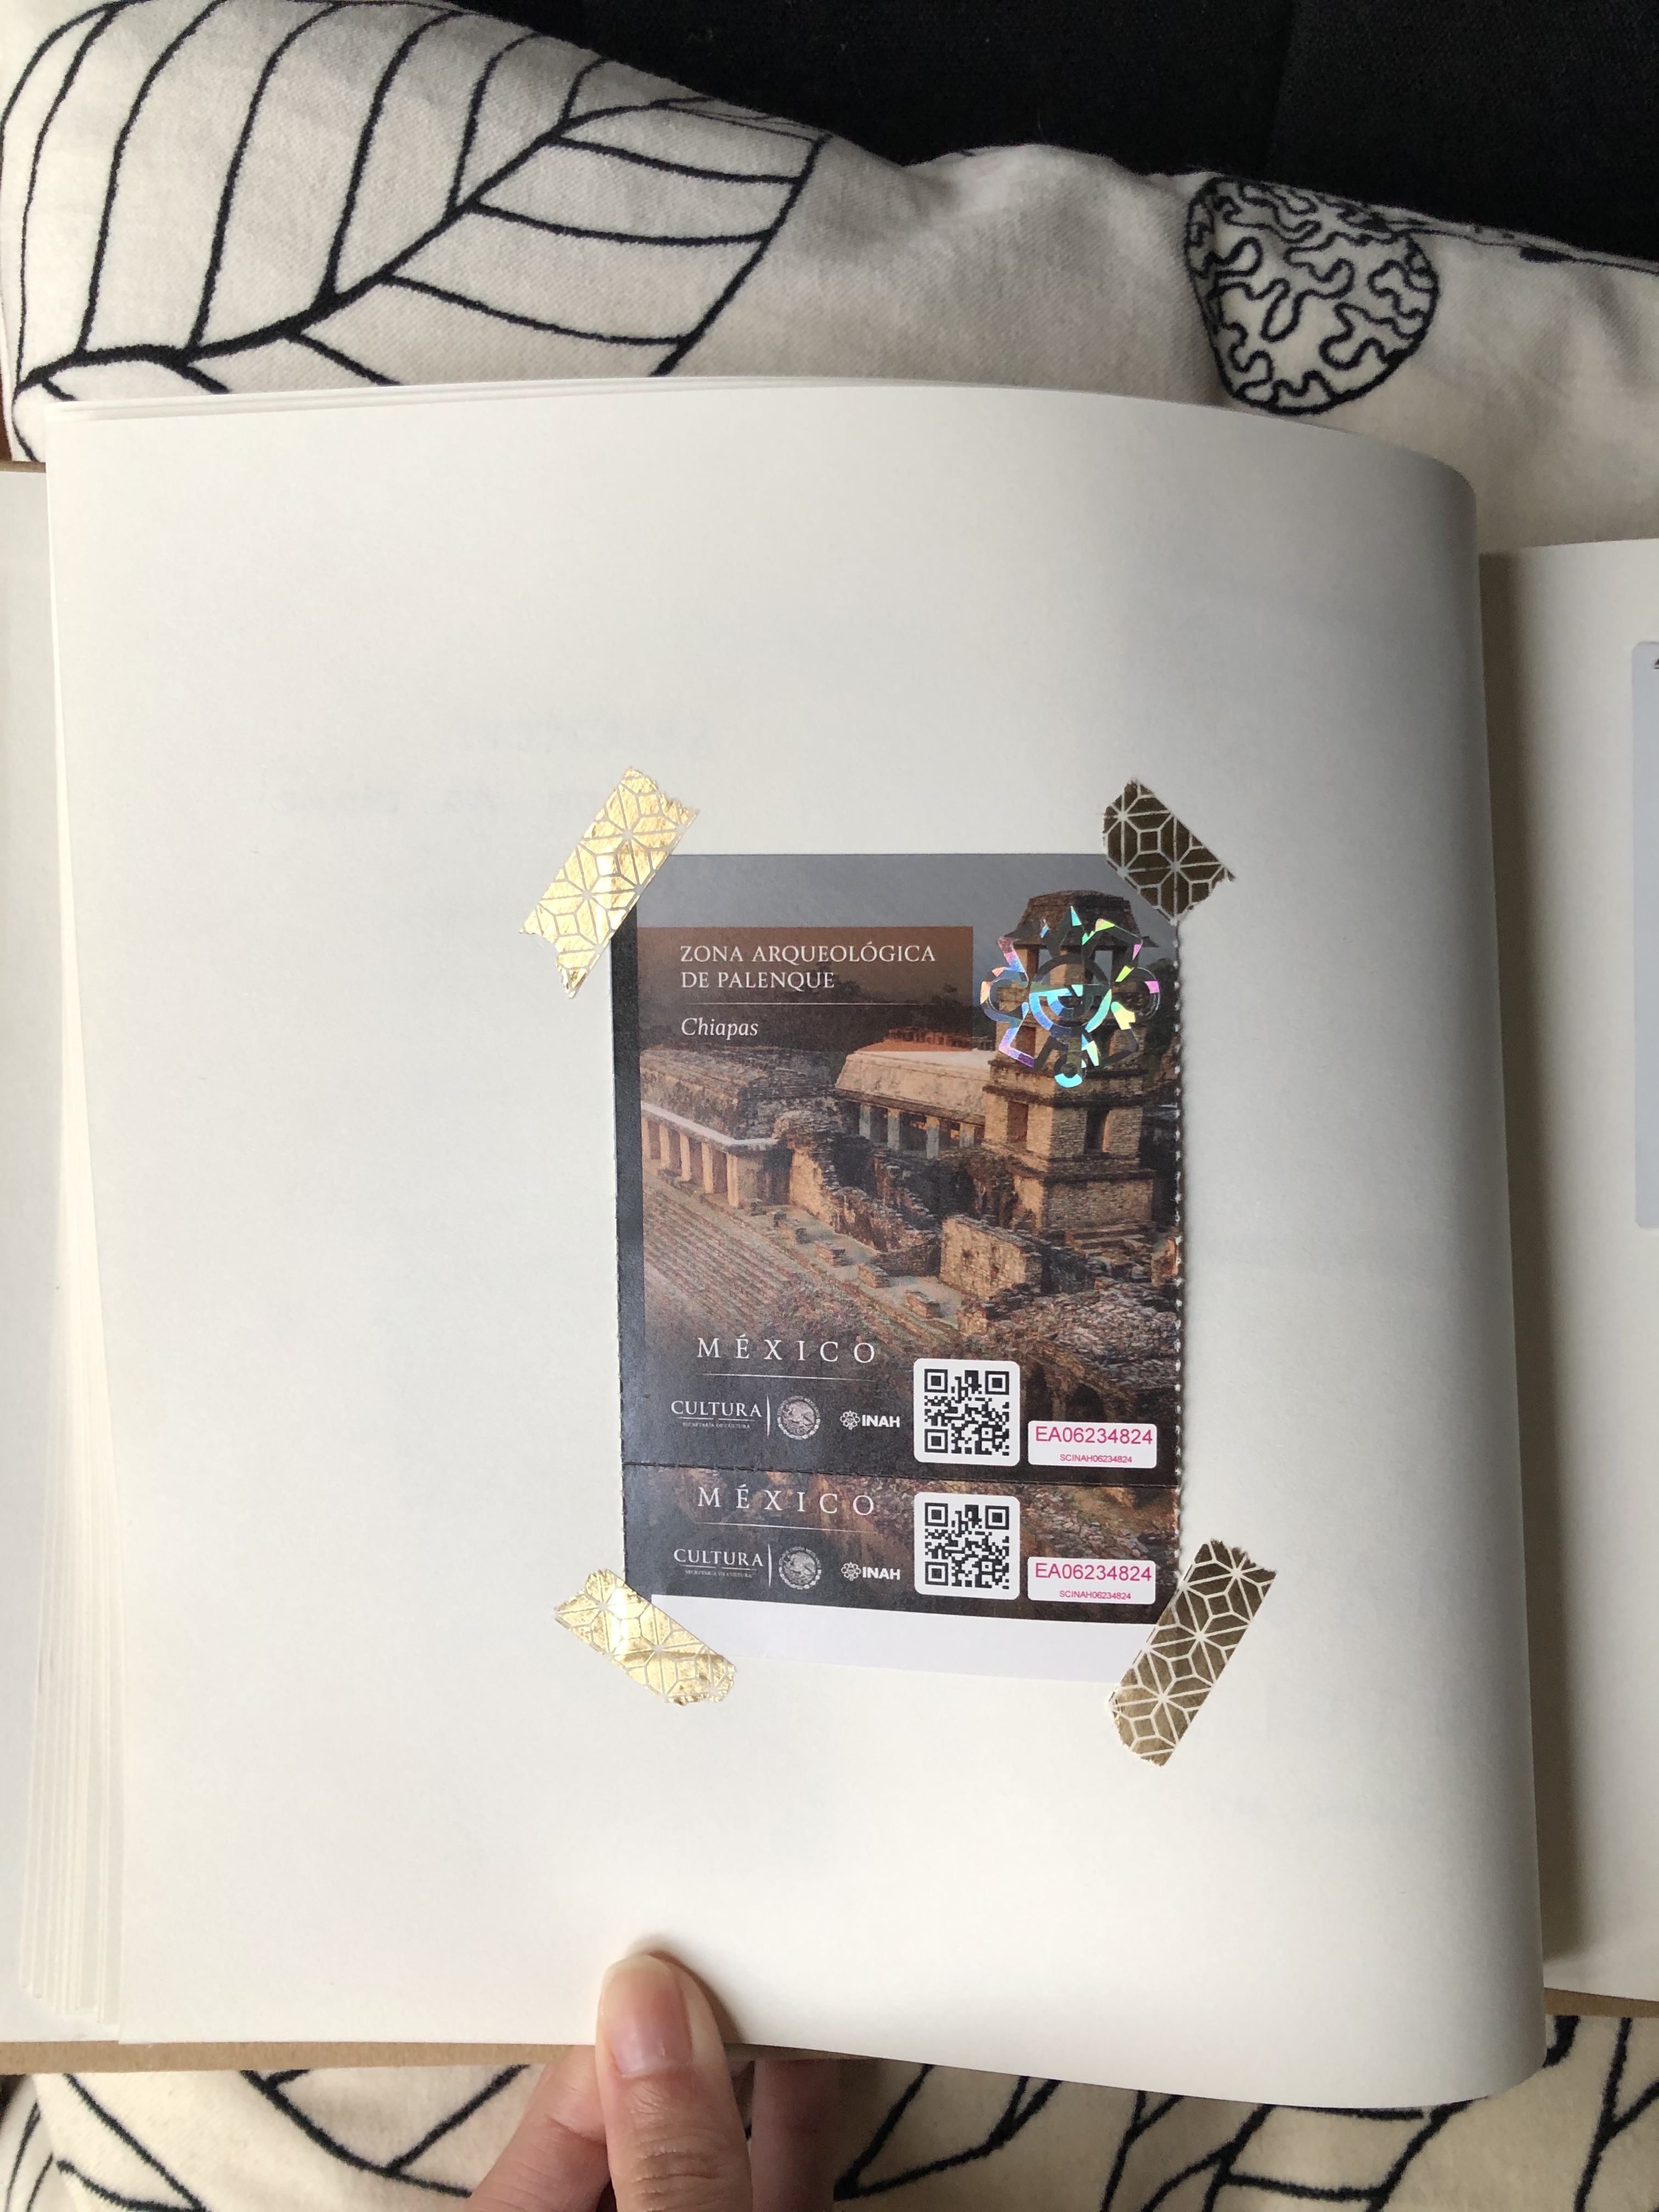 ZONA ARQUEOLÓGICA
DE PALENQUE
Chiapas
MÉXICO
CULTURA
SECRETARÍA DE CULTURA
INAH
EA06234824
SCINAH06234824
MÉXICO
CULTURA
SECRETARÍA DE CULTURA
INAH
EA06234824
SCINAH06234824